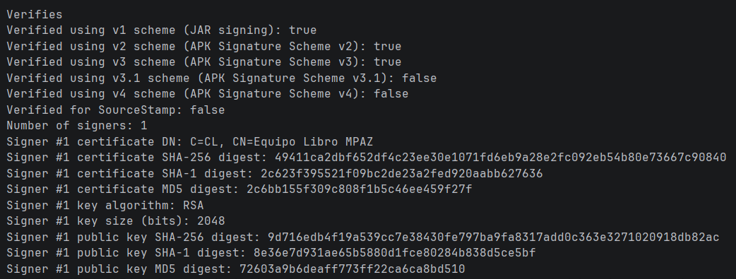 Verifies
Verified using v1 scheme (JAR signing): true
Verified using v2 scheme (APK Signature Scheme v2): true
Verified using v3 scheme (APK Signature Scheme v3): true
Verified using v3.1 scheme (APK Signature Scheme v3.1): false
Verified using v4 scheme (APK Signature Scheme v4): false
Verified for SourceStamp: false
Number of signers: 1
Signer #1 certificate DN: C=CL, CN=Equipo Libro MPAZ
Signer #1 certificate SHA-256 digest: 49411ca2dbf652df4c23ee30e1071fd6eb9a28e2fc092eb54b80e73667c90840
Signer #1 certificate SHA-1 digest: 2c623f395521f09bc2de23a2fed920aabb627636
Signer #1 certificate MD5 digest: 2c6bb155f309c808f1b5c46ee459f27f
Signer #1 key algorithm: RSA
Signer #1 key size (bits): 2048
Signer #1 public key SHA-256 digest: 9d716edb4f19a539cc7e38430fe797ba9fa8317add0c363e3271020918db82ac
Signer #1 public key SHA-1 digest: 8e36e7d931ae65b5880d1fce80284b838d5ce5bf
Signer #1 public key MD5 digest: 72603a9b6deaff773ff22ca6ca8bd510